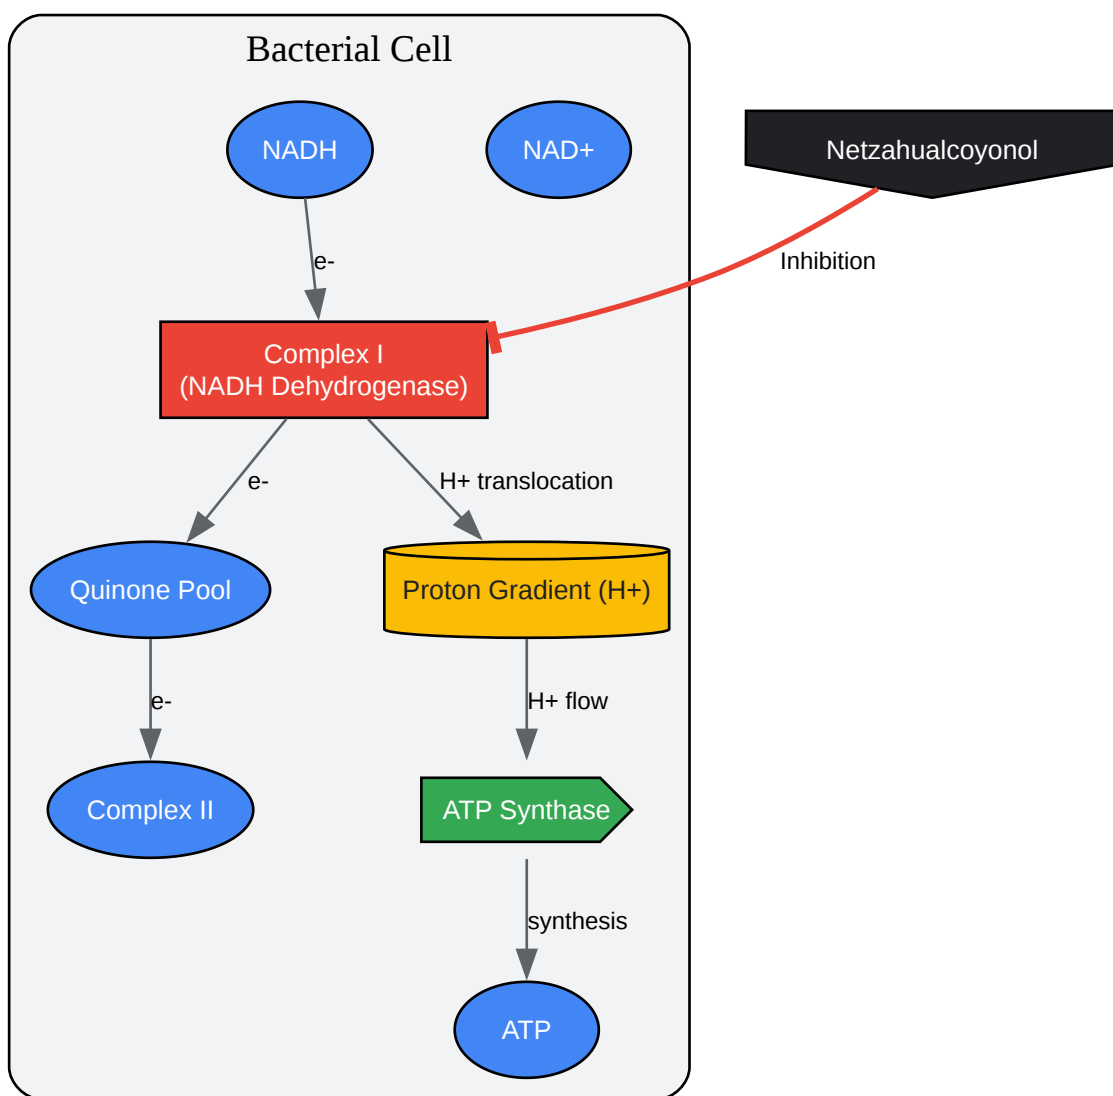 Bacterial Cell
NADH
NAD+
Netzahualcoyonol
e-
Inhibition
Complex I
(NADH Dehydrogenase)
e-
H+ translocation
Quinone Pool
Proton Gradient (H+)
e-
H+ flow
Complex II
ATP Synthase
synthesis
ATP